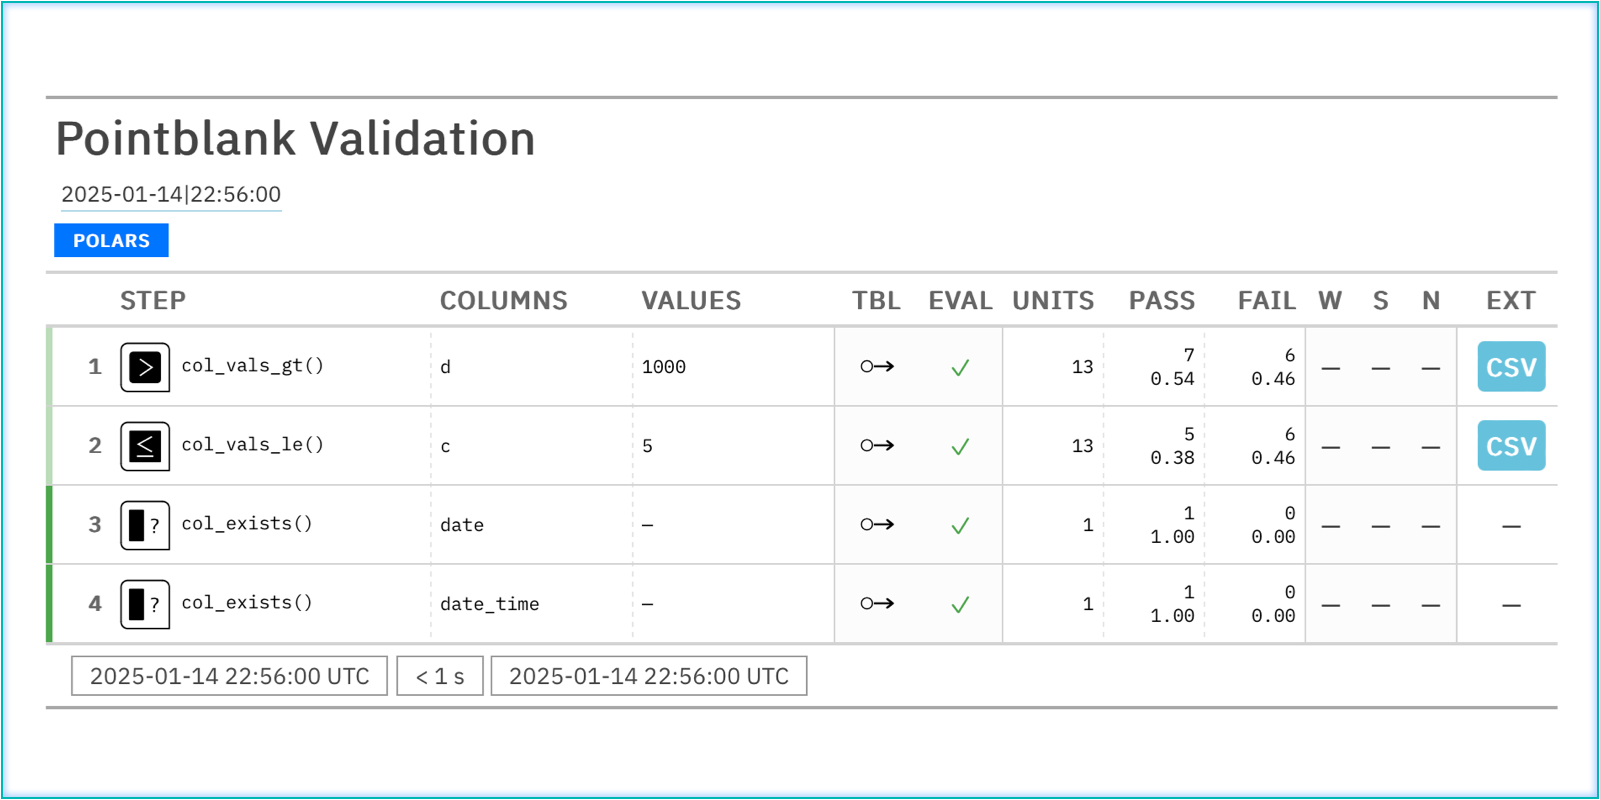 Pointblank Validation
2025-01-14|22:56:00
POLARS
STEP COLUMNS VALUES TBL EVAL UNITS PASS FAIL W S N EXT
1 > col_vals_gt() d 1000 ○→ ✓ 13 7 6 — — — CSV
0.54 0.46
2 ≤ col_vals_le() c 5 ○→ ✓ 13 5 6 — — — CSV
0.38 0.46
3 ? col_exists() date — ○→ ✓ 1 1 0 — — — —
1.00 0.00
4 ? col_exists() date_time — ○→ ✓ 1 1 0 — — — —
1.00 0.00
2025-01-14 22:56:00 UTC < 1 s 2025-01-14 22:56:00 UTC